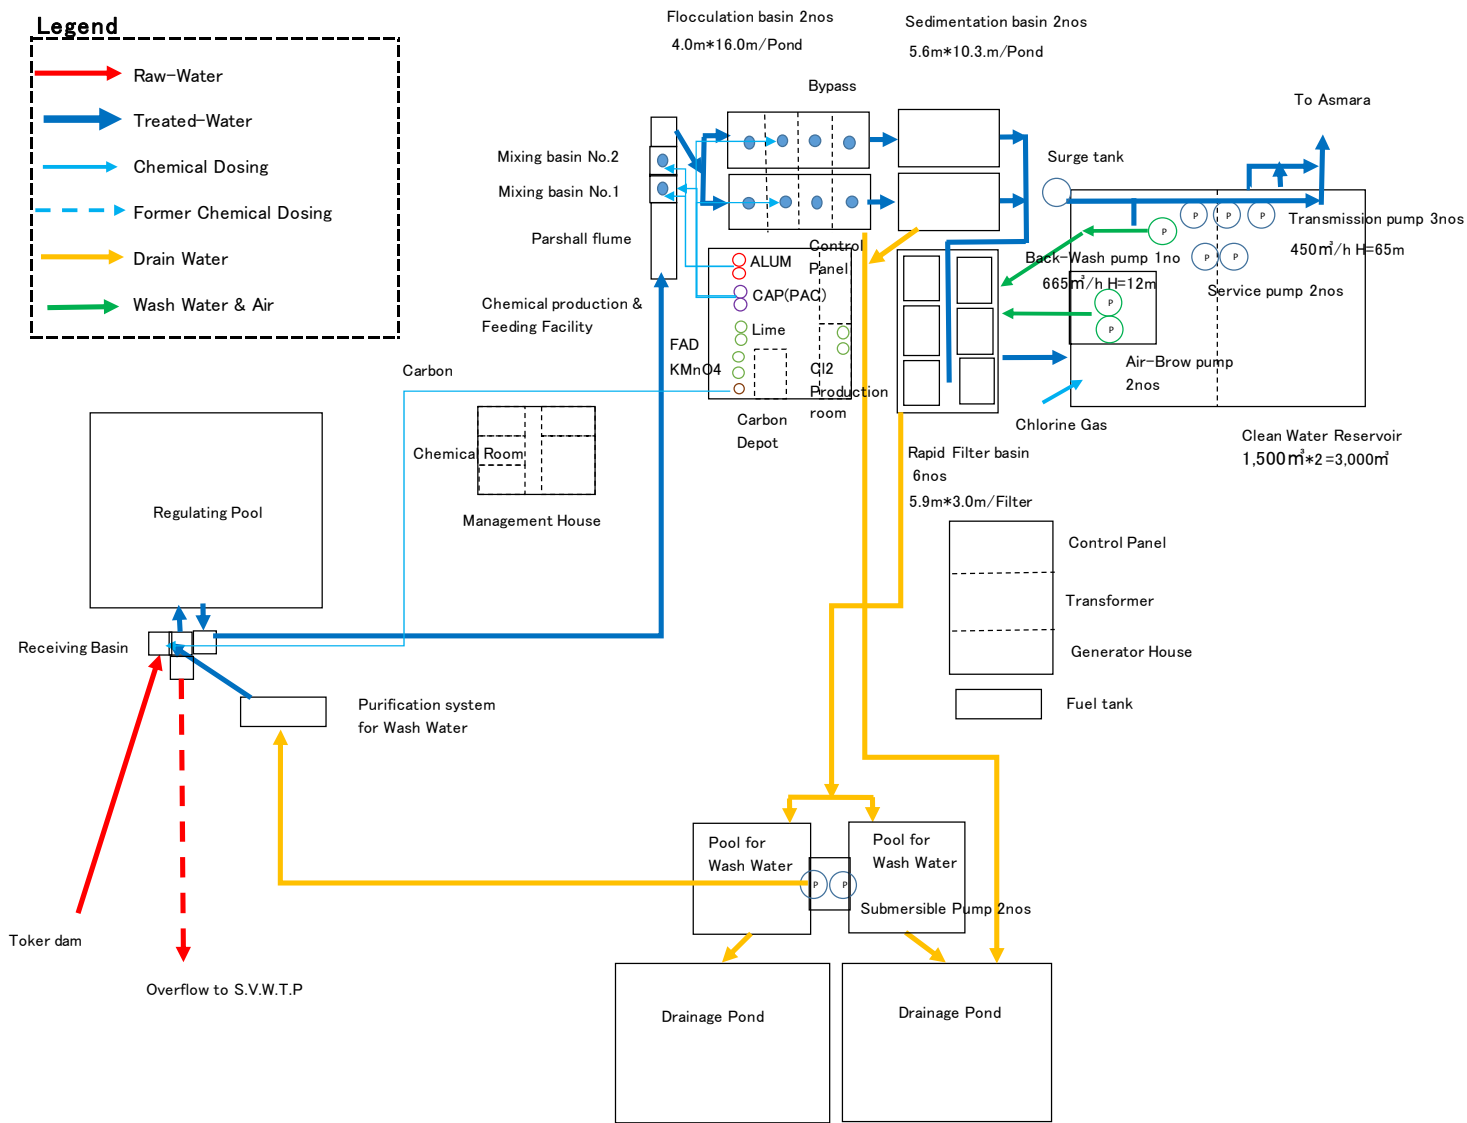 Legend
Raw-Water
Treated-Water
Chemical Dosing
Former Chemical Dosing
Drain Water
Wash Water & Air
Flocculation basin 2nos
4.0m*16.0m/Pond
Sedimentation basin 2nos
5.6m*10.3.m/Pond
Bypass
To Asmara
Mixing basin No.2
Mixing basin No.1
Parshall flume
Surge tank
P P P
P
P P
Transmission pump 3nos
450㎥/h H=65m
Back-Wash pump 1no
665㎥/h H=12m
Service pump 2nos
P
P
Air-Brow pump
2nos
Chlorine Gas
Clean Water Reservoir
1,500㎥*2=3,000㎥
Control
Panel
ALUM
CAP(PAC)
Lime
FAD
KMnO4
Cl2
Production
room
Chemical production &
Feeding Facility
Carbon
Carbon
Depot
Rapid Filter basin
6nos
5.9m*3.0m/Filter
Chemical Room
Management House
Regulating Pool
Control Panel
Transformer
Generator House
Fuel tank
Receiving Basin
Purification system
for Wash Water
Toker dam
Overflow to S.V.W.T.P
Pool for
Wash Water
Pool for
Wash Water
P P
Submersible Pump 2nos
Drainage Pond
Drainage Pond